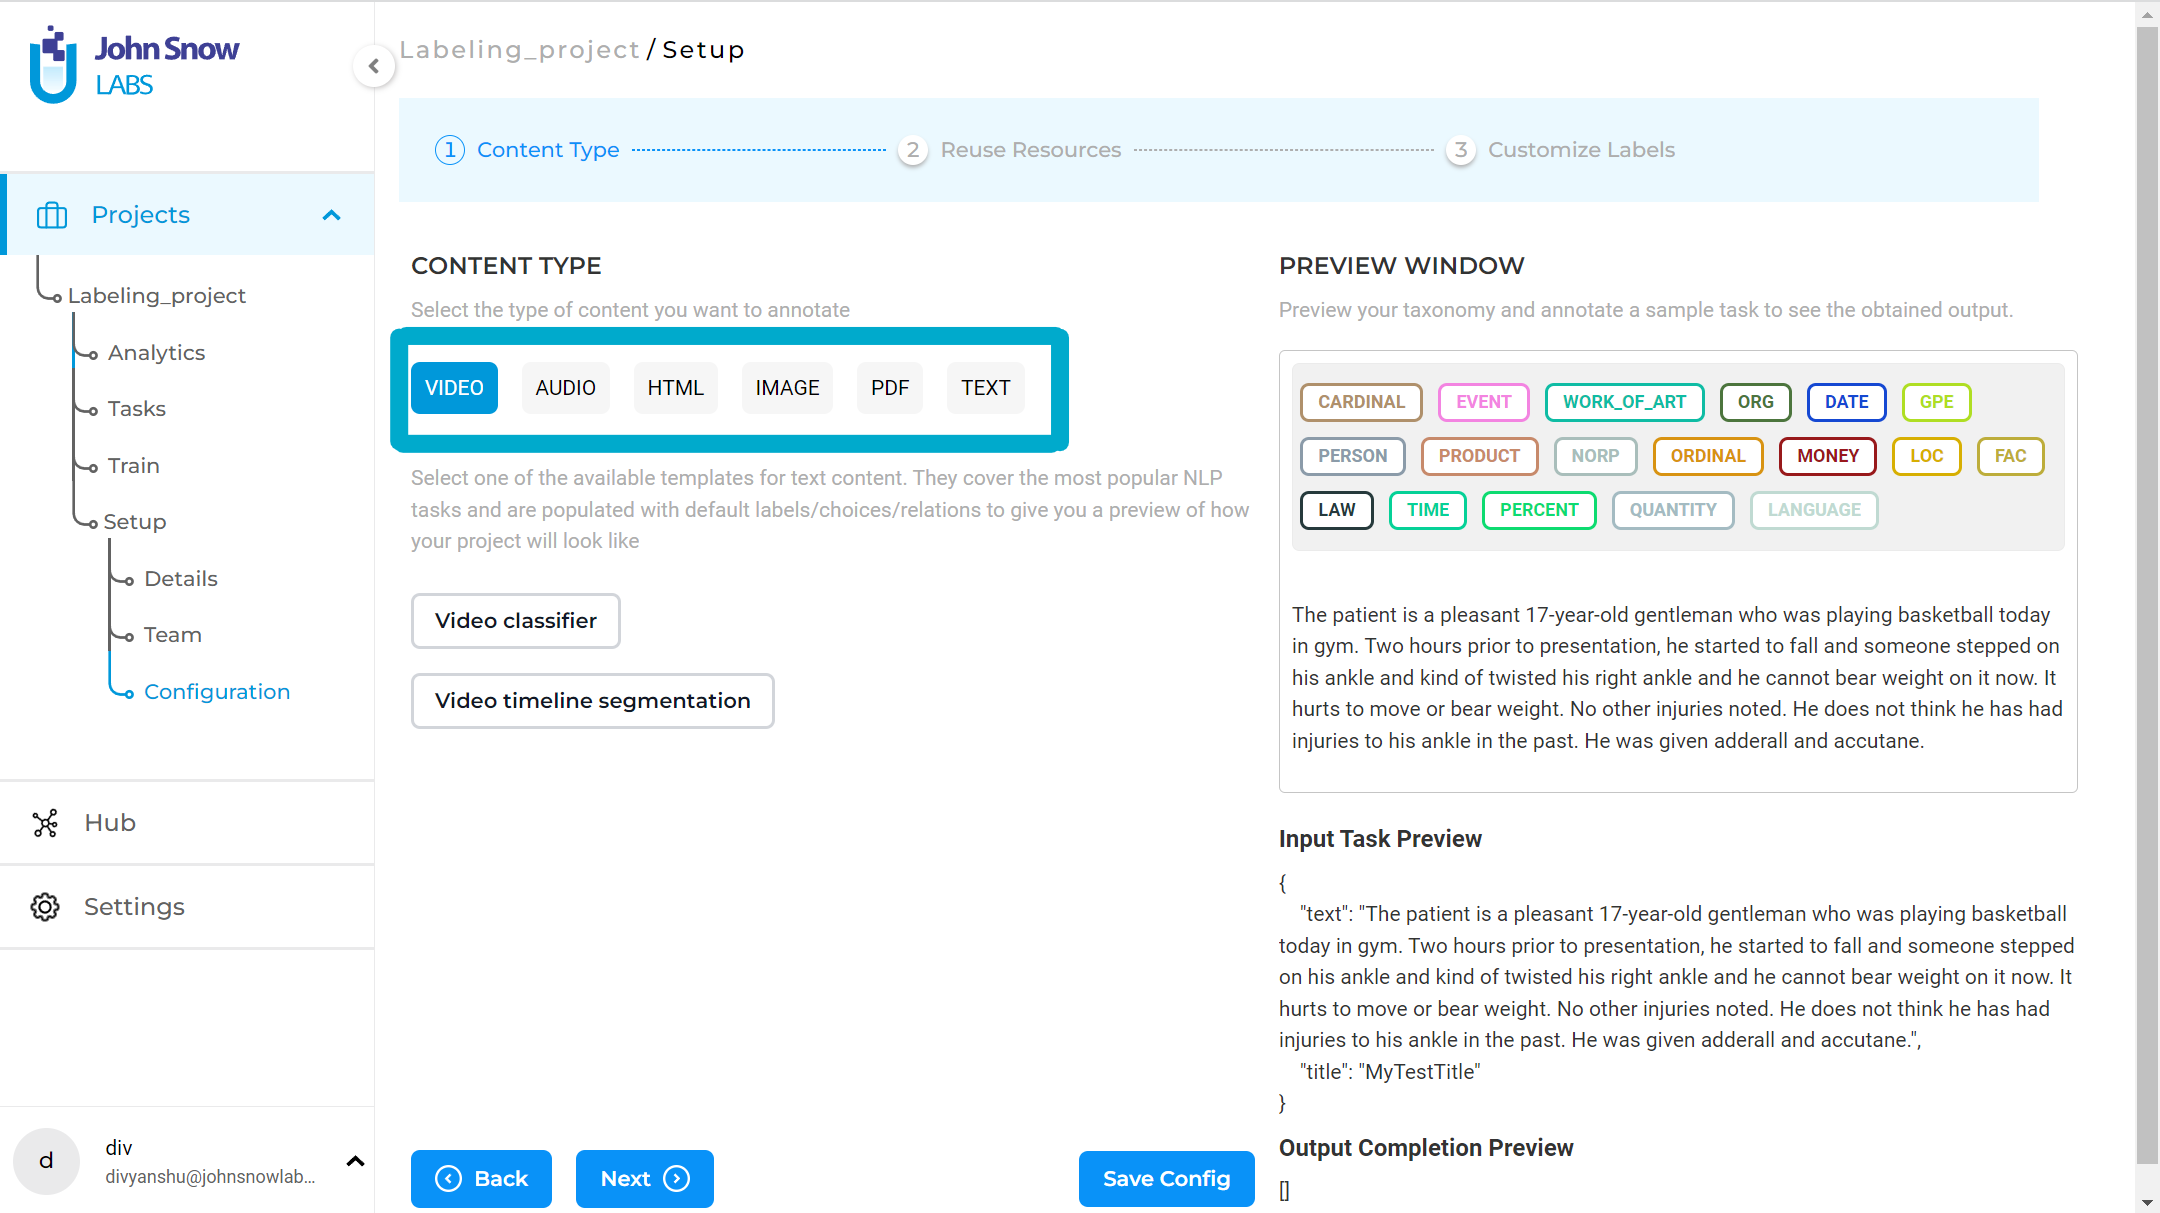 John Snow
LABS
Labeling_project / Setup
1 Content Type 2 Reuse Resources 3 Customize Labels
Projects
Labeling_project
Analytics
Tasks
Train
Setup
Details
Team
Configuration
Hub
Settings
d
div
divyanshu@johnsnowlab...
CONTENT TYPE
Select the type of content you want to annotate
VIDEO AUDIO HTML IMAGE PDF TEXT
Select one of the available templates for text content. They cover the most popular NLP
tasks and are populated with default labels/choices/relations to give you a preview of how
your project will look like
Video classifier
Video timeline segmentation
Back Next Save Config
PREVIEW WINDOW
Preview your taxonomy and annotate a sample task to see the obtained output.
CARDINAL EVENT WORK_OF_ART ORG DATE GPE
PERSON PRODUCT NORP ORDINAL MONEY LOC FAC
LAW TIME PERCENT QUANTITY LANGUAGE
The patient is a pleasant 17-year-old gentleman who was playing basketball today
in gym. Two hours prior to presentation, he started to fall and someone stepped on
his ankle and kind of twisted his right ankle and he cannot bear weight on it now. It
hurts to move or bear weight. No other injuries noted. He does not think he has had
injuries to his ankle in the past. He was given adderall and accutane.
Input Task Preview
{
"text": "The patient is a pleasant 17-year-old gentleman who was playing basketball
today in gym. Two hours prior to presentation, he started to fall and someone stepped
on his ankle and kind of twisted his right ankle and he cannot bear weight on it now. It
hurts to move or bear weight. No other injuries noted. He does not think he has had
injuries to his ankle in the past. He was given adderall and accutane.",
"title": "MyTestTitle"
}
Output Completion Preview
[]